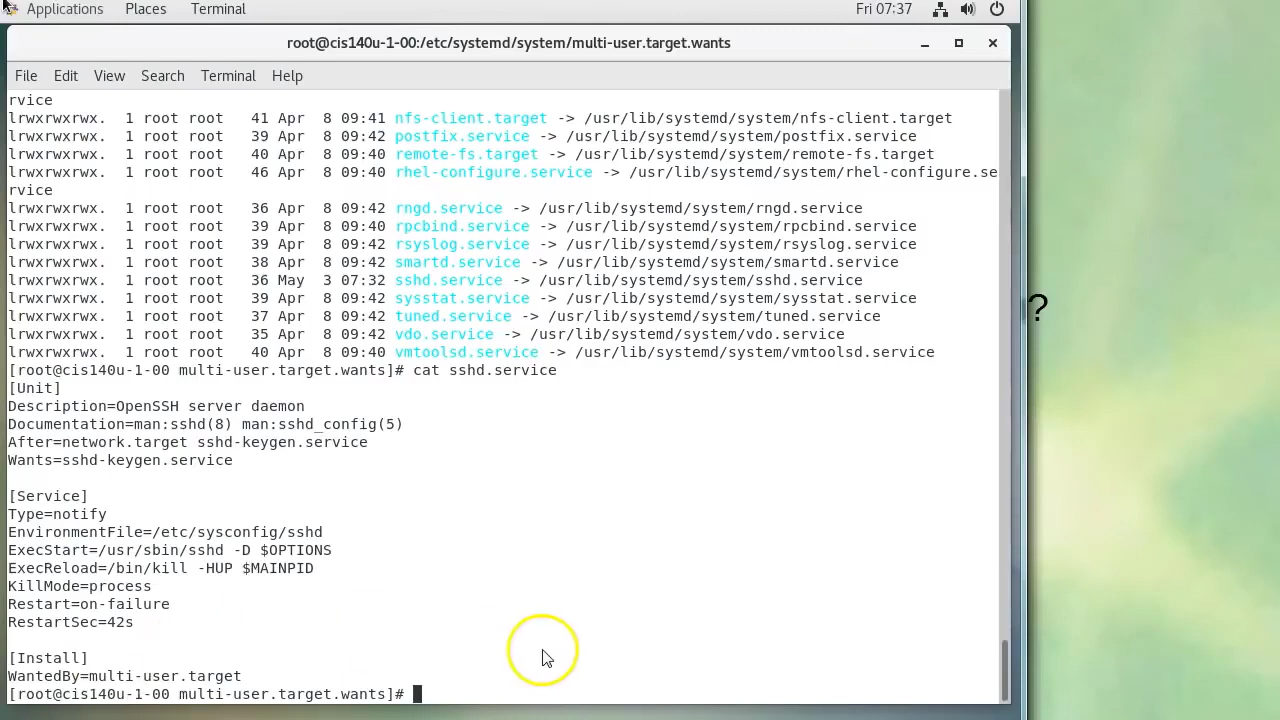 Applications Places Terminal Fri 07:37
root@cis140u-1-00:/etc/systemd/system/multi-user.target.wants
File Edit View Search Terminal Help
rvice
lrwxrwxrwx. 1 root root 41 Apr 8 09:41 nfs-client.target -> /usr/lib/systemd/system/nfs-client.target
lrwxrwxrwx. 1 root root 39 Apr 8 09:42 postfix.service -> /usr/lib/systemd/system/postfix.service
lrwxrwxrwx. 1 root root 40 Apr 8 09:40 remote-fs.target -> /usr/lib/systemd/system/remote-fs.target
lrwxrwxrwx. 1 root root 46 Apr 8 09:40 rhel-configure.service -> /usr/lib/systemd/system/rhel-configure.se
rvice
lrwxrwxrwx. 1 root root 36 Apr 8 09:42 rngd.service -> /usr/lib/systemd/system/rngd.service
lrwxrwxrwx. 1 root root 39 Apr 8 09:42 rpcbind.service -> /usr/lib/systemd/system/rpcbind.service
lrwxrwxrwx. 1 root root 39 Apr 8 09:42 rsyslog.service -> /usr/lib/systemd/system/rsyslog.service
lrwxrwxrwx. 1 root root 38 Apr 8 09:42 smartd.service -> /usr/lib/systemd/system/smartd.service
lrwxrwxrwx. 1 root root 36 May 3 07:32 sshd.service -> /usr/lib/systemd/system/sshd.service
lrwxrwxrwx. 1 root root 39 Apr 8 09:42 sysstat.service -> /usr/lib/systemd/system/sysstat.service
?
lrwxrwxrwx. 1 root root 37 Apr 8 09:42 tuned.service -> /usr/lib/systemd/system/tuned.service
lrwxrwxrwx. 1 root root 35 Apr 8 09:42 vdo.service -> /usr/lib/systemd/system/vdo.service
lrwxrwxrwx. 1 root root 40 Apr 8 09:40 vmtoolsd.service -> /usr/lib/systemd/system/vmtoolsd.service
[root@cis140u-1-00 multi-user.target.wants]# cat sshd.service
[Unit]
Description=OpenSSH server daemon
Documentation=man:sshd(8) man:sshd_config(5)
After=network.target sshd-keygen.service
Wants=sshd-keygen.service
[Service]
Type=notify
EnvironmentFile=/etc/sysconfig/sshd
ExecStart=/usr/sbin/sshd -D $OPTIONS
ExecReload=/bin/kill -HUP $MAINPID
KillMode=process
Restart=on-failure
RestartSec=42s
[Install]
WantedBy=multi-user.target
[root@cis140u-1-00 multi-user.target.wants]#